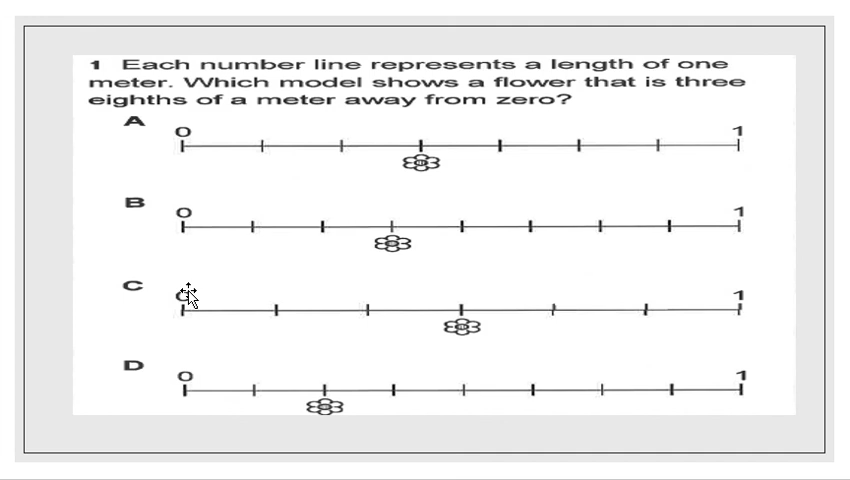 1 Each number line represents a length of one
meter. Which model shows a flower that is three
eighths of a meter away from zero?
A
0 1
B
0 1
C
0 1
D
0 1